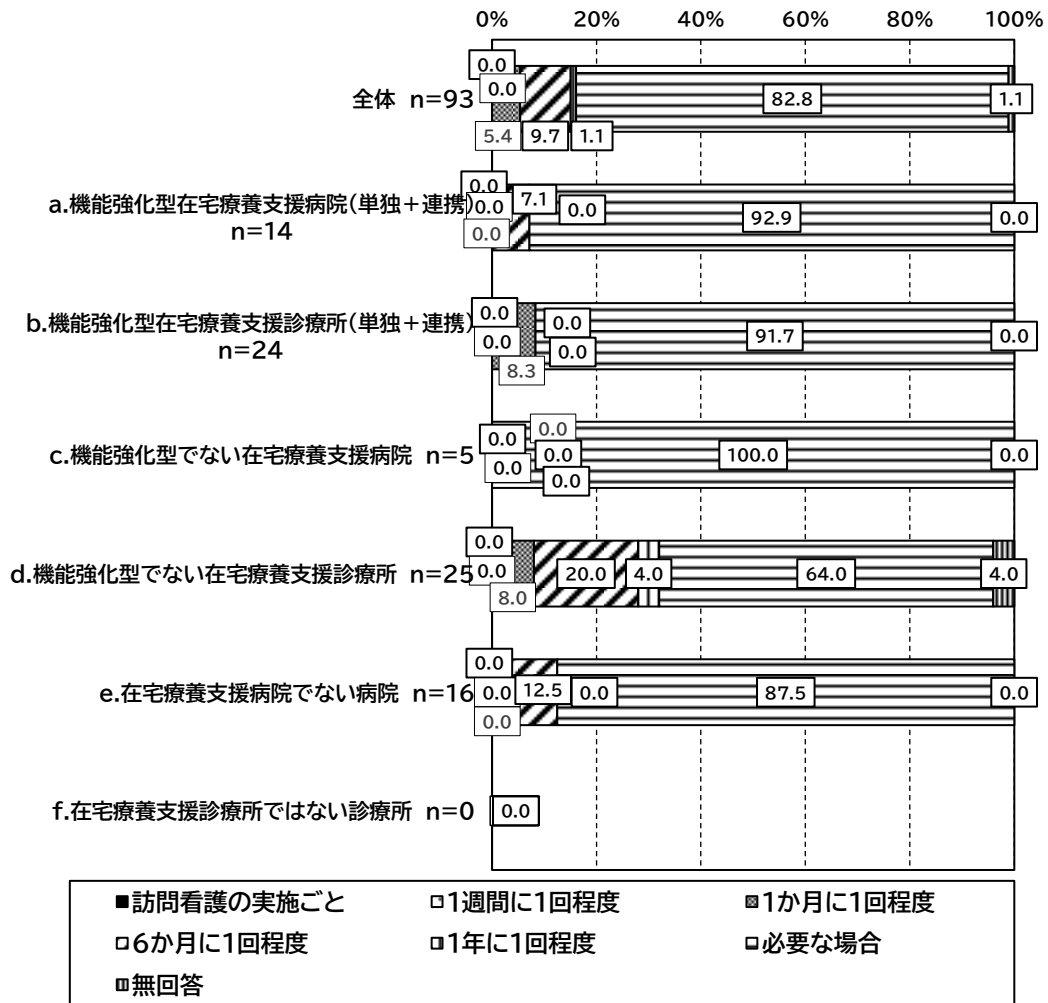 0% 20% 40% 60% 80% 100%
0.0
全体 n=93
0.0
82.8
1.1
5.4 9.7 1.1
0.0
a.機能強化型在宅療養支援病院(単独+連携)
n=14
0.0
7.1
0.0
92.9
0.0
0.0
b.機能強化型在宅療養支援診療所(単独+連携)
n=24
0.0
0.0
0.0
0.0
91.7
0.0
8.3
c.機能強化型でない在宅療養支援病院 n=5
0.0
0.0
0.0
0.0
100.0
0.0
0.0
d.機能強化型でない在宅療養支援診療所 n=25
0.0
0.0
20.0 4.0 64.0 4.0
8.0
e.在宅療養支援病院でない病院 n=16
0.0
0.0 12.5 0.0 87.5 0.0
0.0
f.在宅療養支援診療所ではない診療所 n=0
0.0
訪問看護の実施ごと 1週間に1回程度 1か月に1回程度
6か月に1回程度 1年に1回程度 必要な場合
無回答